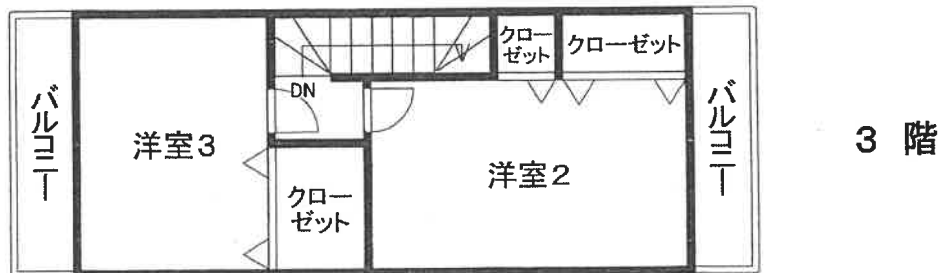 バルコニー
洋室3
DN
クロー
ゼット
クロー
ゼット
クローゼット
洋室2
バルコニー
3 階